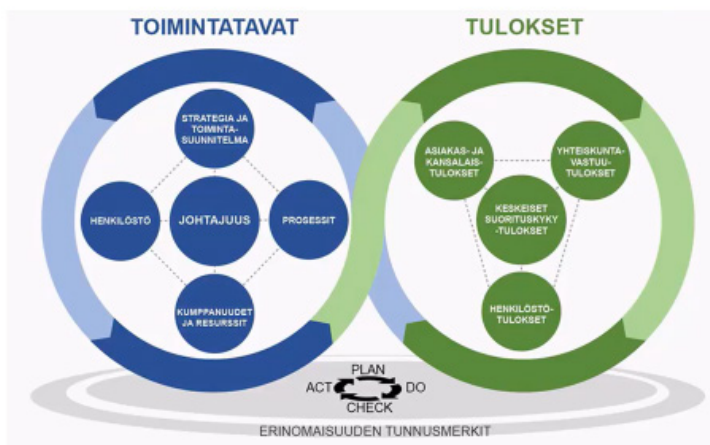 TOIMINTATAVAT
STRATEGIA JA
TOIMINTA-
SUUNNITELMA
HENKILÖSTÖ
JOHTAJUUS
PROSESSIT
KUMPPANUUDET
JA RESURSSIT
TULOKSET
ASIAKAS- JA
KANSALAIS-
TULOKSET
YHTEISKUNTA-
VASTUU-
TULOKSET
KESKEISET
SUORITUSKYKY
-TULOKSET
HENKILÖSTÖ-
TULOKSET
PLAN
ACT
DO
CHECK
ERINOMAISUUDEN TUNNUSMERKIT